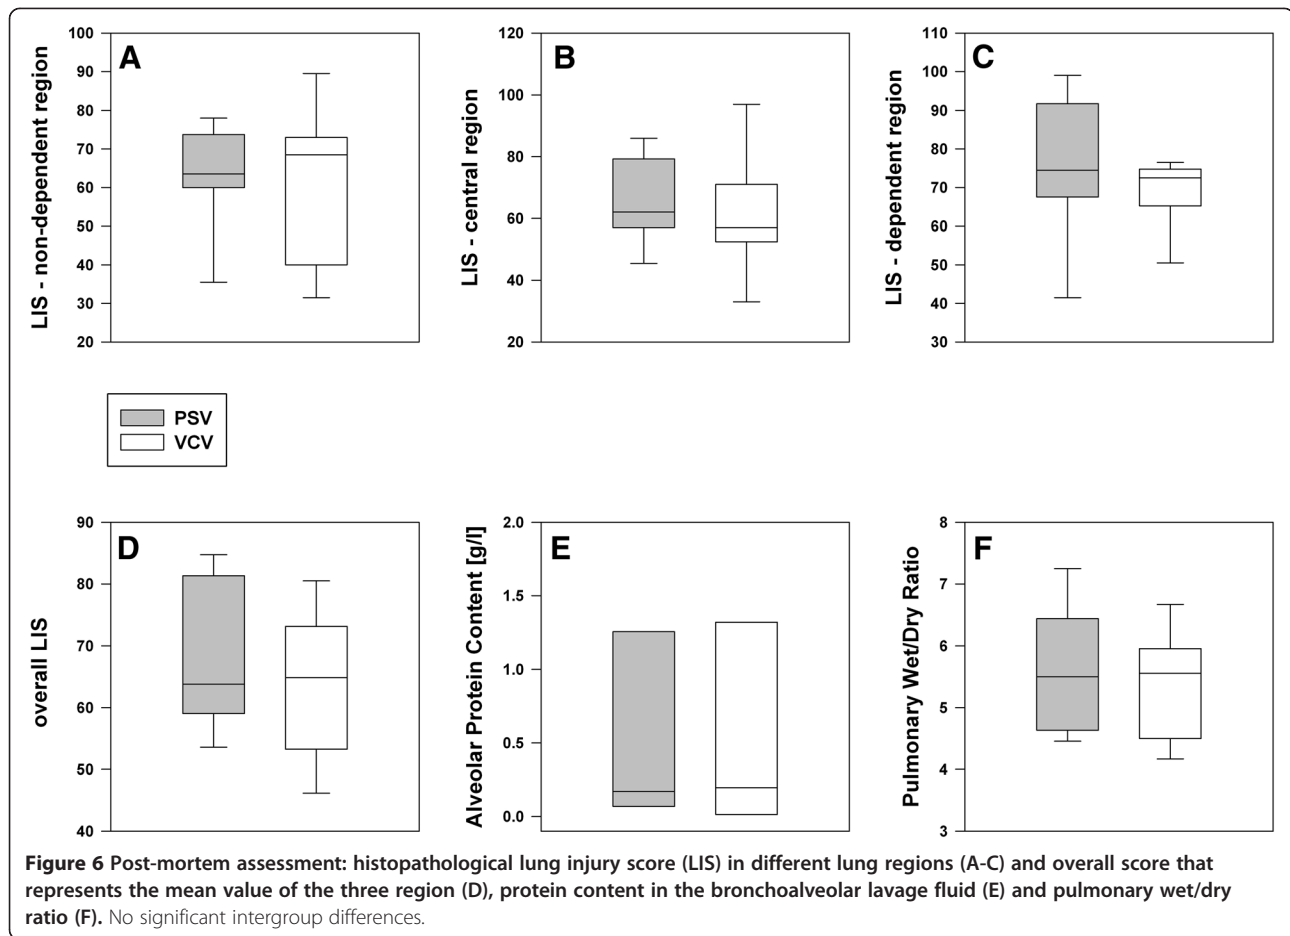 A
LIS - non-dependent region
100
90
80
70
60
50
40
30
20
B
LIS - central region
120
100
80
60
40
20
C
LIS - dependent region
110
100
90
80
70
60
50
40
30
PSV
VCV
D
overall LIS
90
80
70
60
50
40
E
Alveolar Protein Content [g/l]
2.0
1.5
1.0
0.5
0.0
F
Pulmonary Wet/Dry Ratio
8
7
6
5
4
3
Figure 6 Post-mortem assessment: histopathological lung injury score (LIS) in different lung regions (A-C) and overall score that
represents the mean value of the three region (D), protein content in the bronchoalveolar lavage fluid (E) and pulmonary wet/dry
ratio (F). No significant intergroup differences.